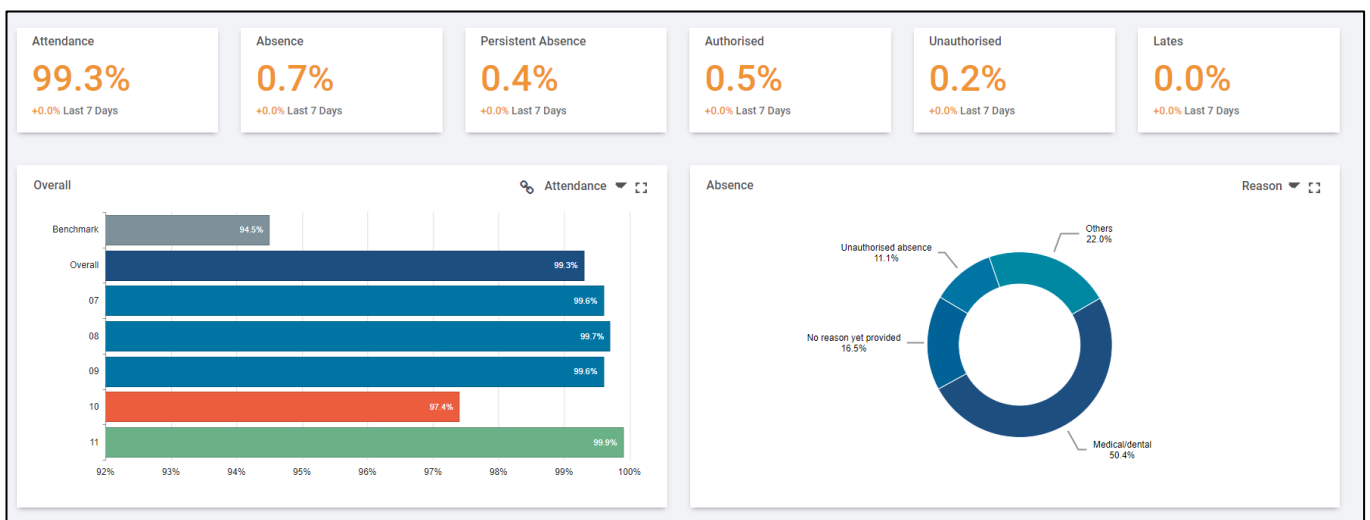 Attendance
99.3%
+0.0% Last 7 Days
Absence
0.7%
+0.0% Last 7 Days
Persistent Absence
0.4%
+0.0% Last 7 Days
Authorised
0.5%
+0.0% Last 7 Days
Unauthorised
0.2%
+0.0% Last 7 Days
Lates
0.0%
+0.0% Last 7 Days
Overall
Attendance
Benchmark 94.5%
Overall 99.3%
07 99.6%
08 99.7%
09 99.6%
10 97.4%
11 99.9%
92% 93% 94% 95% 96% 97% 98% 99% 100%
Absence
Reason
Others
22.0%
Unauthorised absence
11.1%
No reason yet provided
16.5%
Medical/dental
50.4%